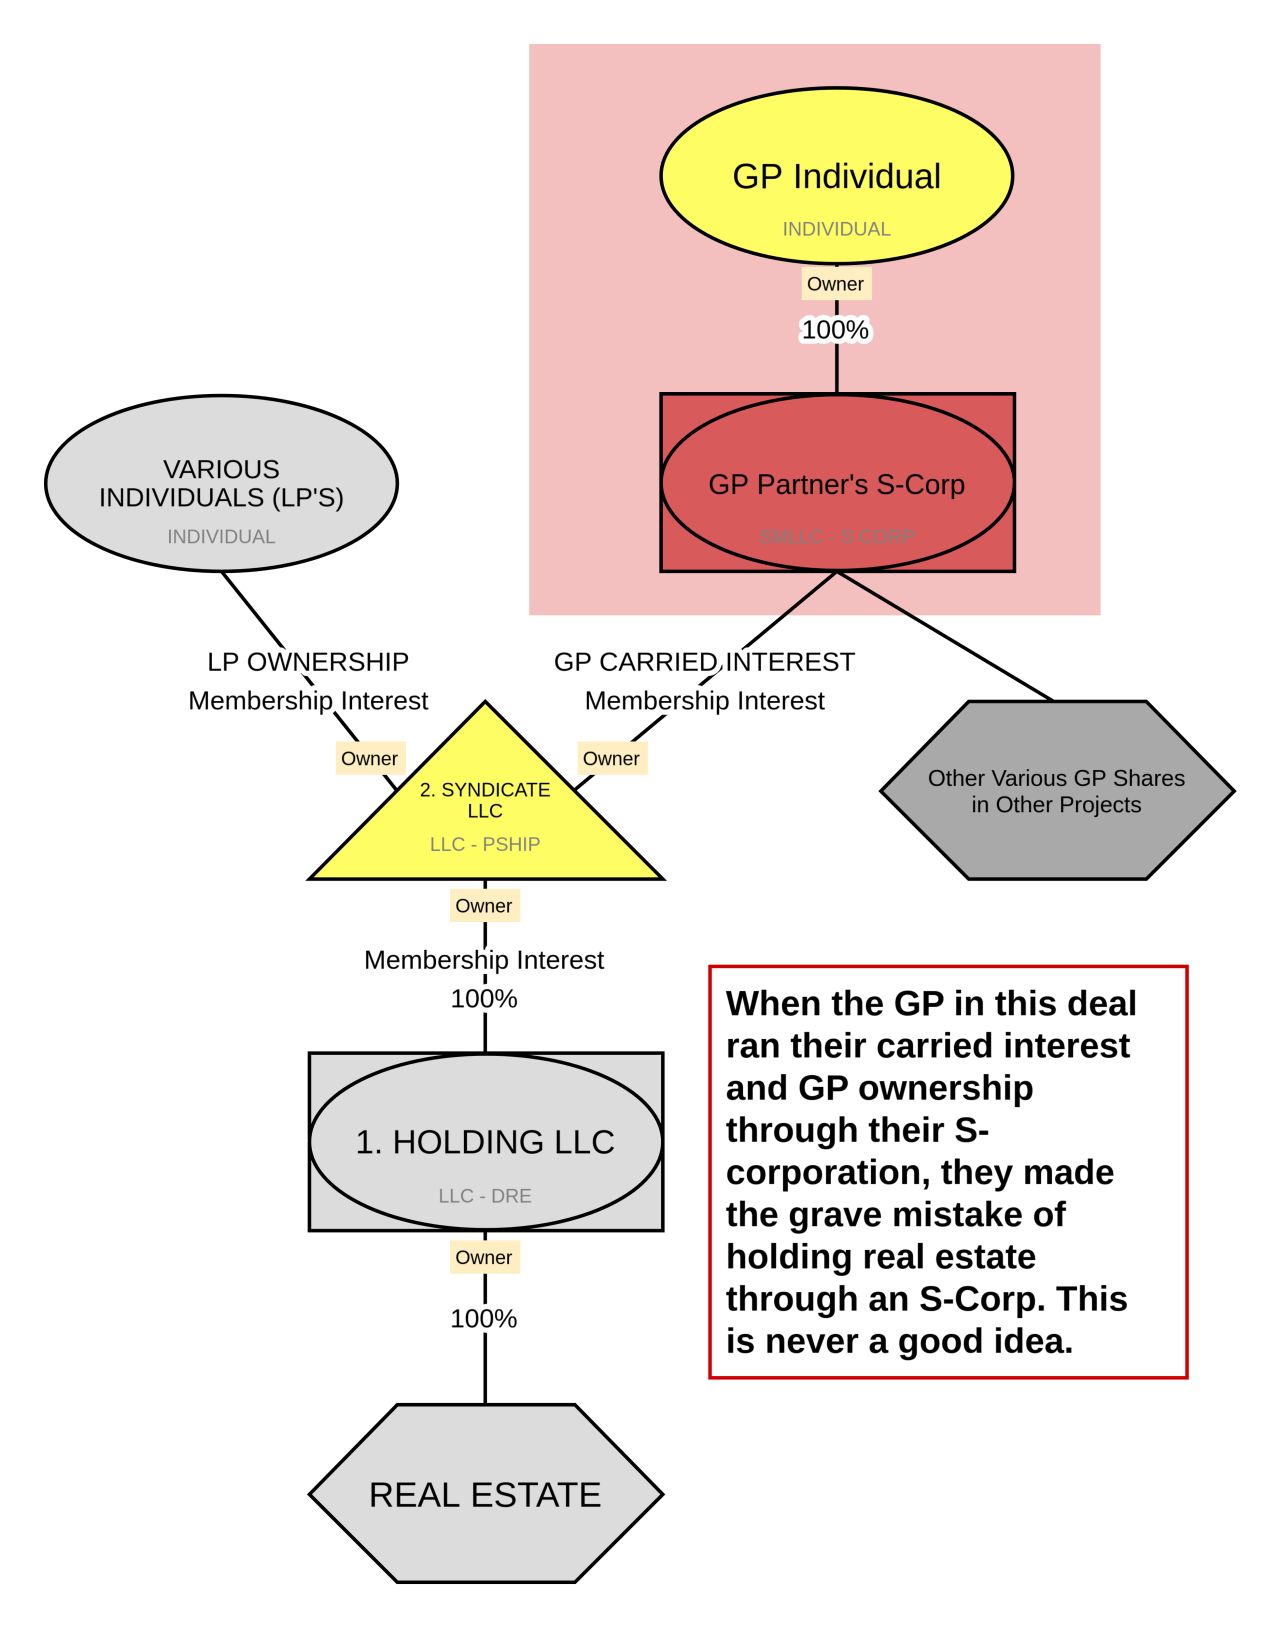 GP Individual
INDIVIDUAL
Owner
100%
GP Partner's S-Corp
SMLLC - S CORP
VARIOUS
INDIVIDUALS (LP'S)
INDIVIDUAL
LP OWNERSHIP
Membership Interest
Owner
GP CARRIED INTEREST
Membership Interest
Owner
2. SYNDICATE
LLC
LLC - PSHIP
Other Various GP Shares
in Other Projects
Owner
Membership Interest
100%
1. HOLDING LLC
LLC - DRE
Owner
100%
REAL ESTATE
When the GP in this deal
ran their carried interest
and GP ownership
through their S-
corporation, they made
the grave mistake of
holding real estate
through an S-Corp. This
is never a good idea.